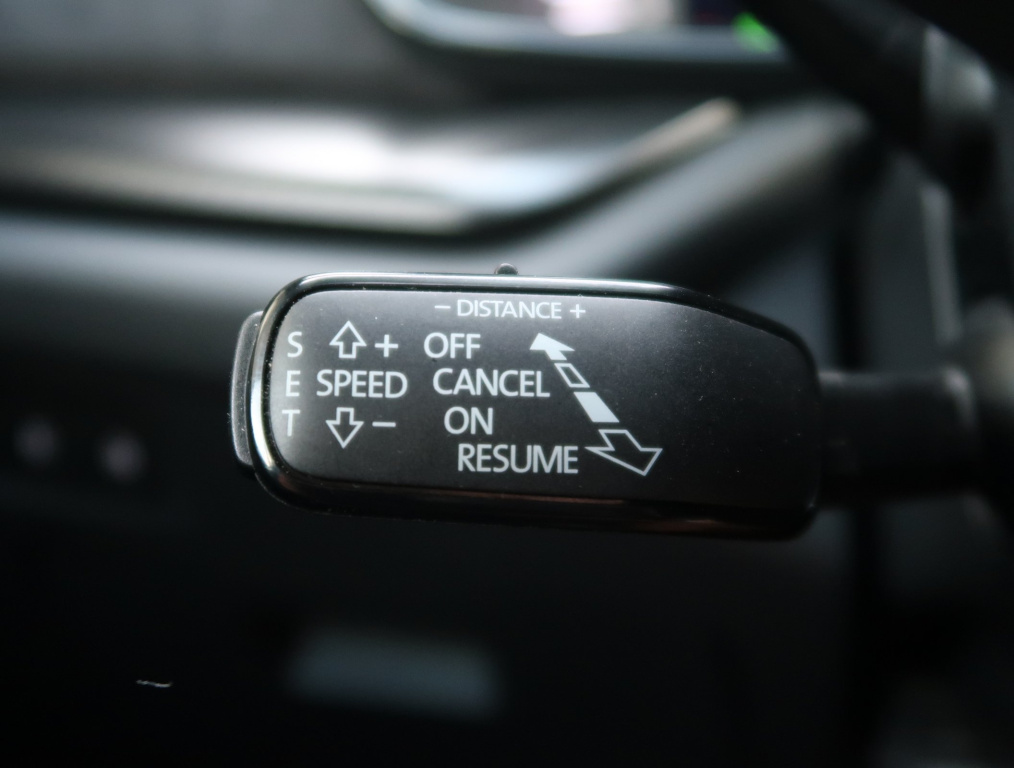 - DISTANCE +
S E T
+
SPEED
-
OFF
CANCEL
ON
RESUME